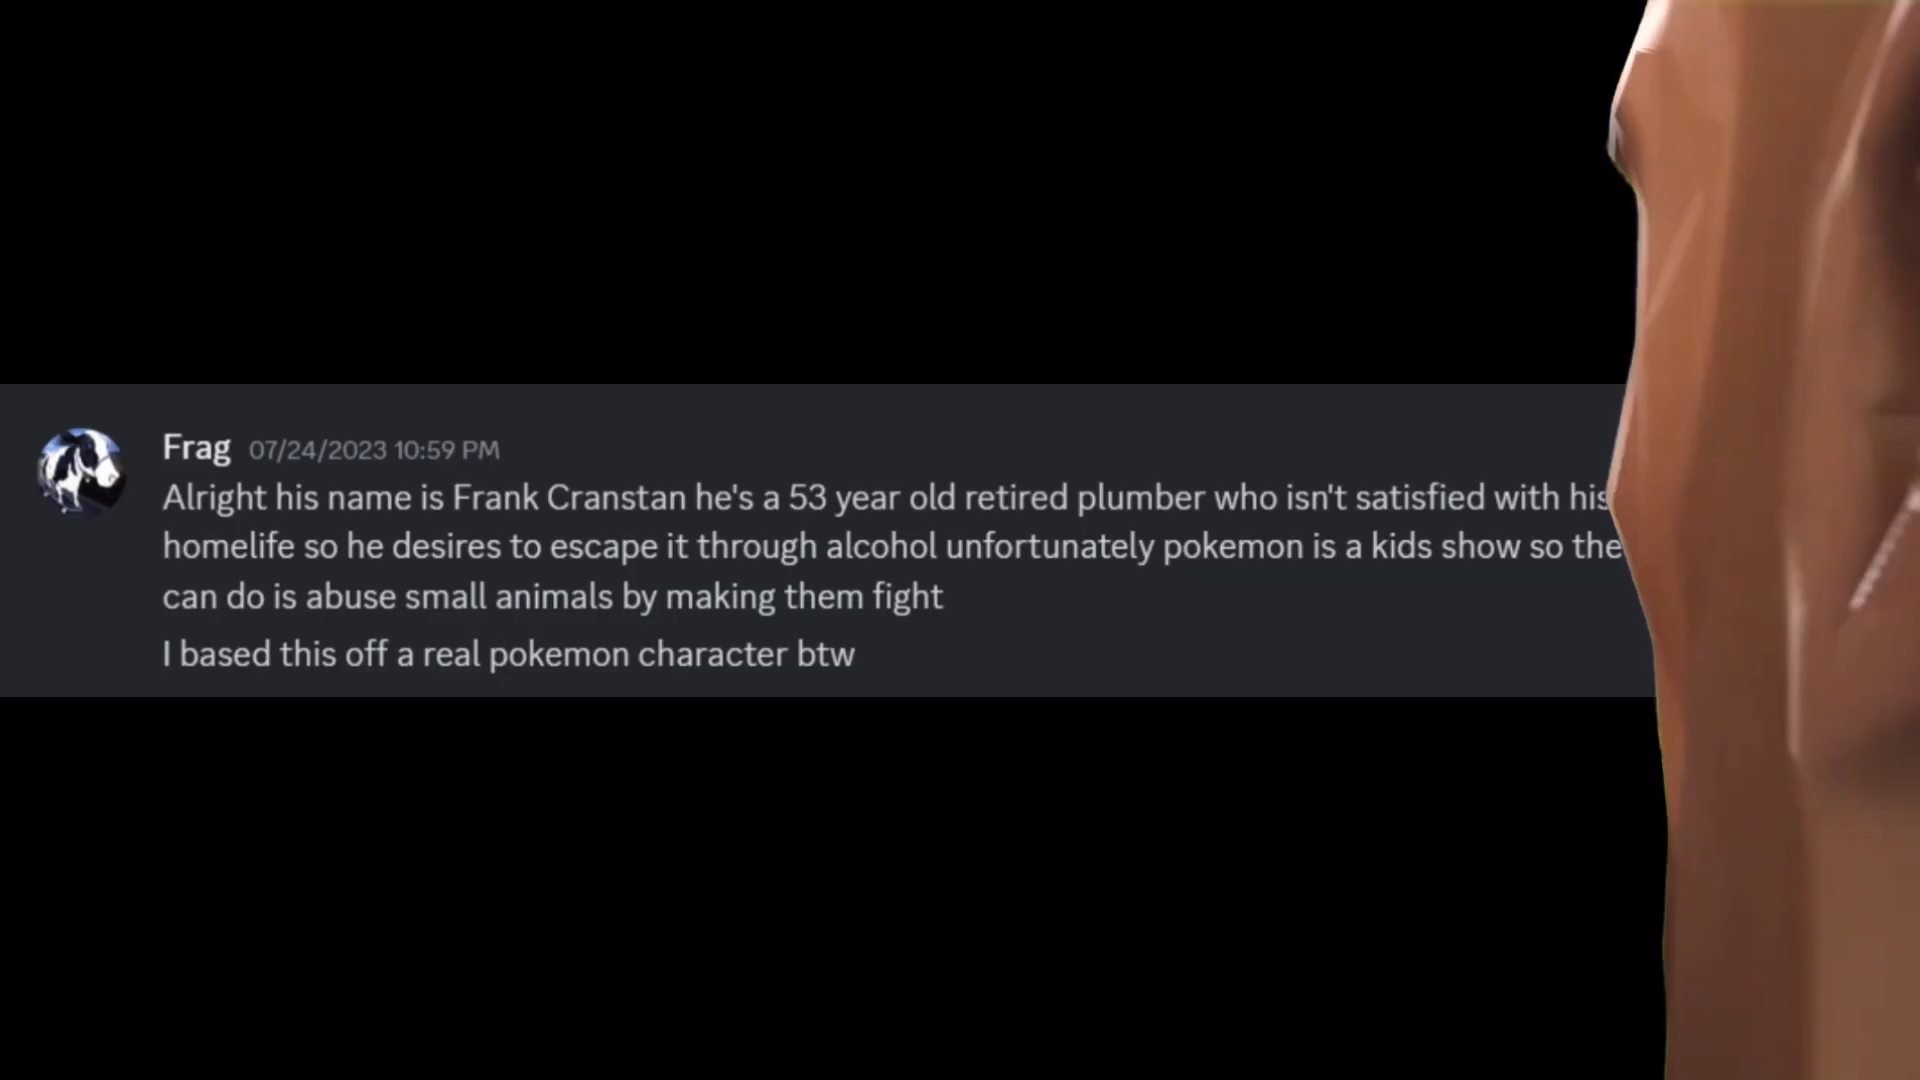 Frag 07/24/2023 10:59 PM
Alright his name is Frank Cranstan he's a 53 year old retired plumber who isn't satisfied with his
homelife so he desires to escape it through alcohol unfortunately pokemon is a kids show so the
can do is abuse small animals by making them fight
I based this off a real pokemon character btw